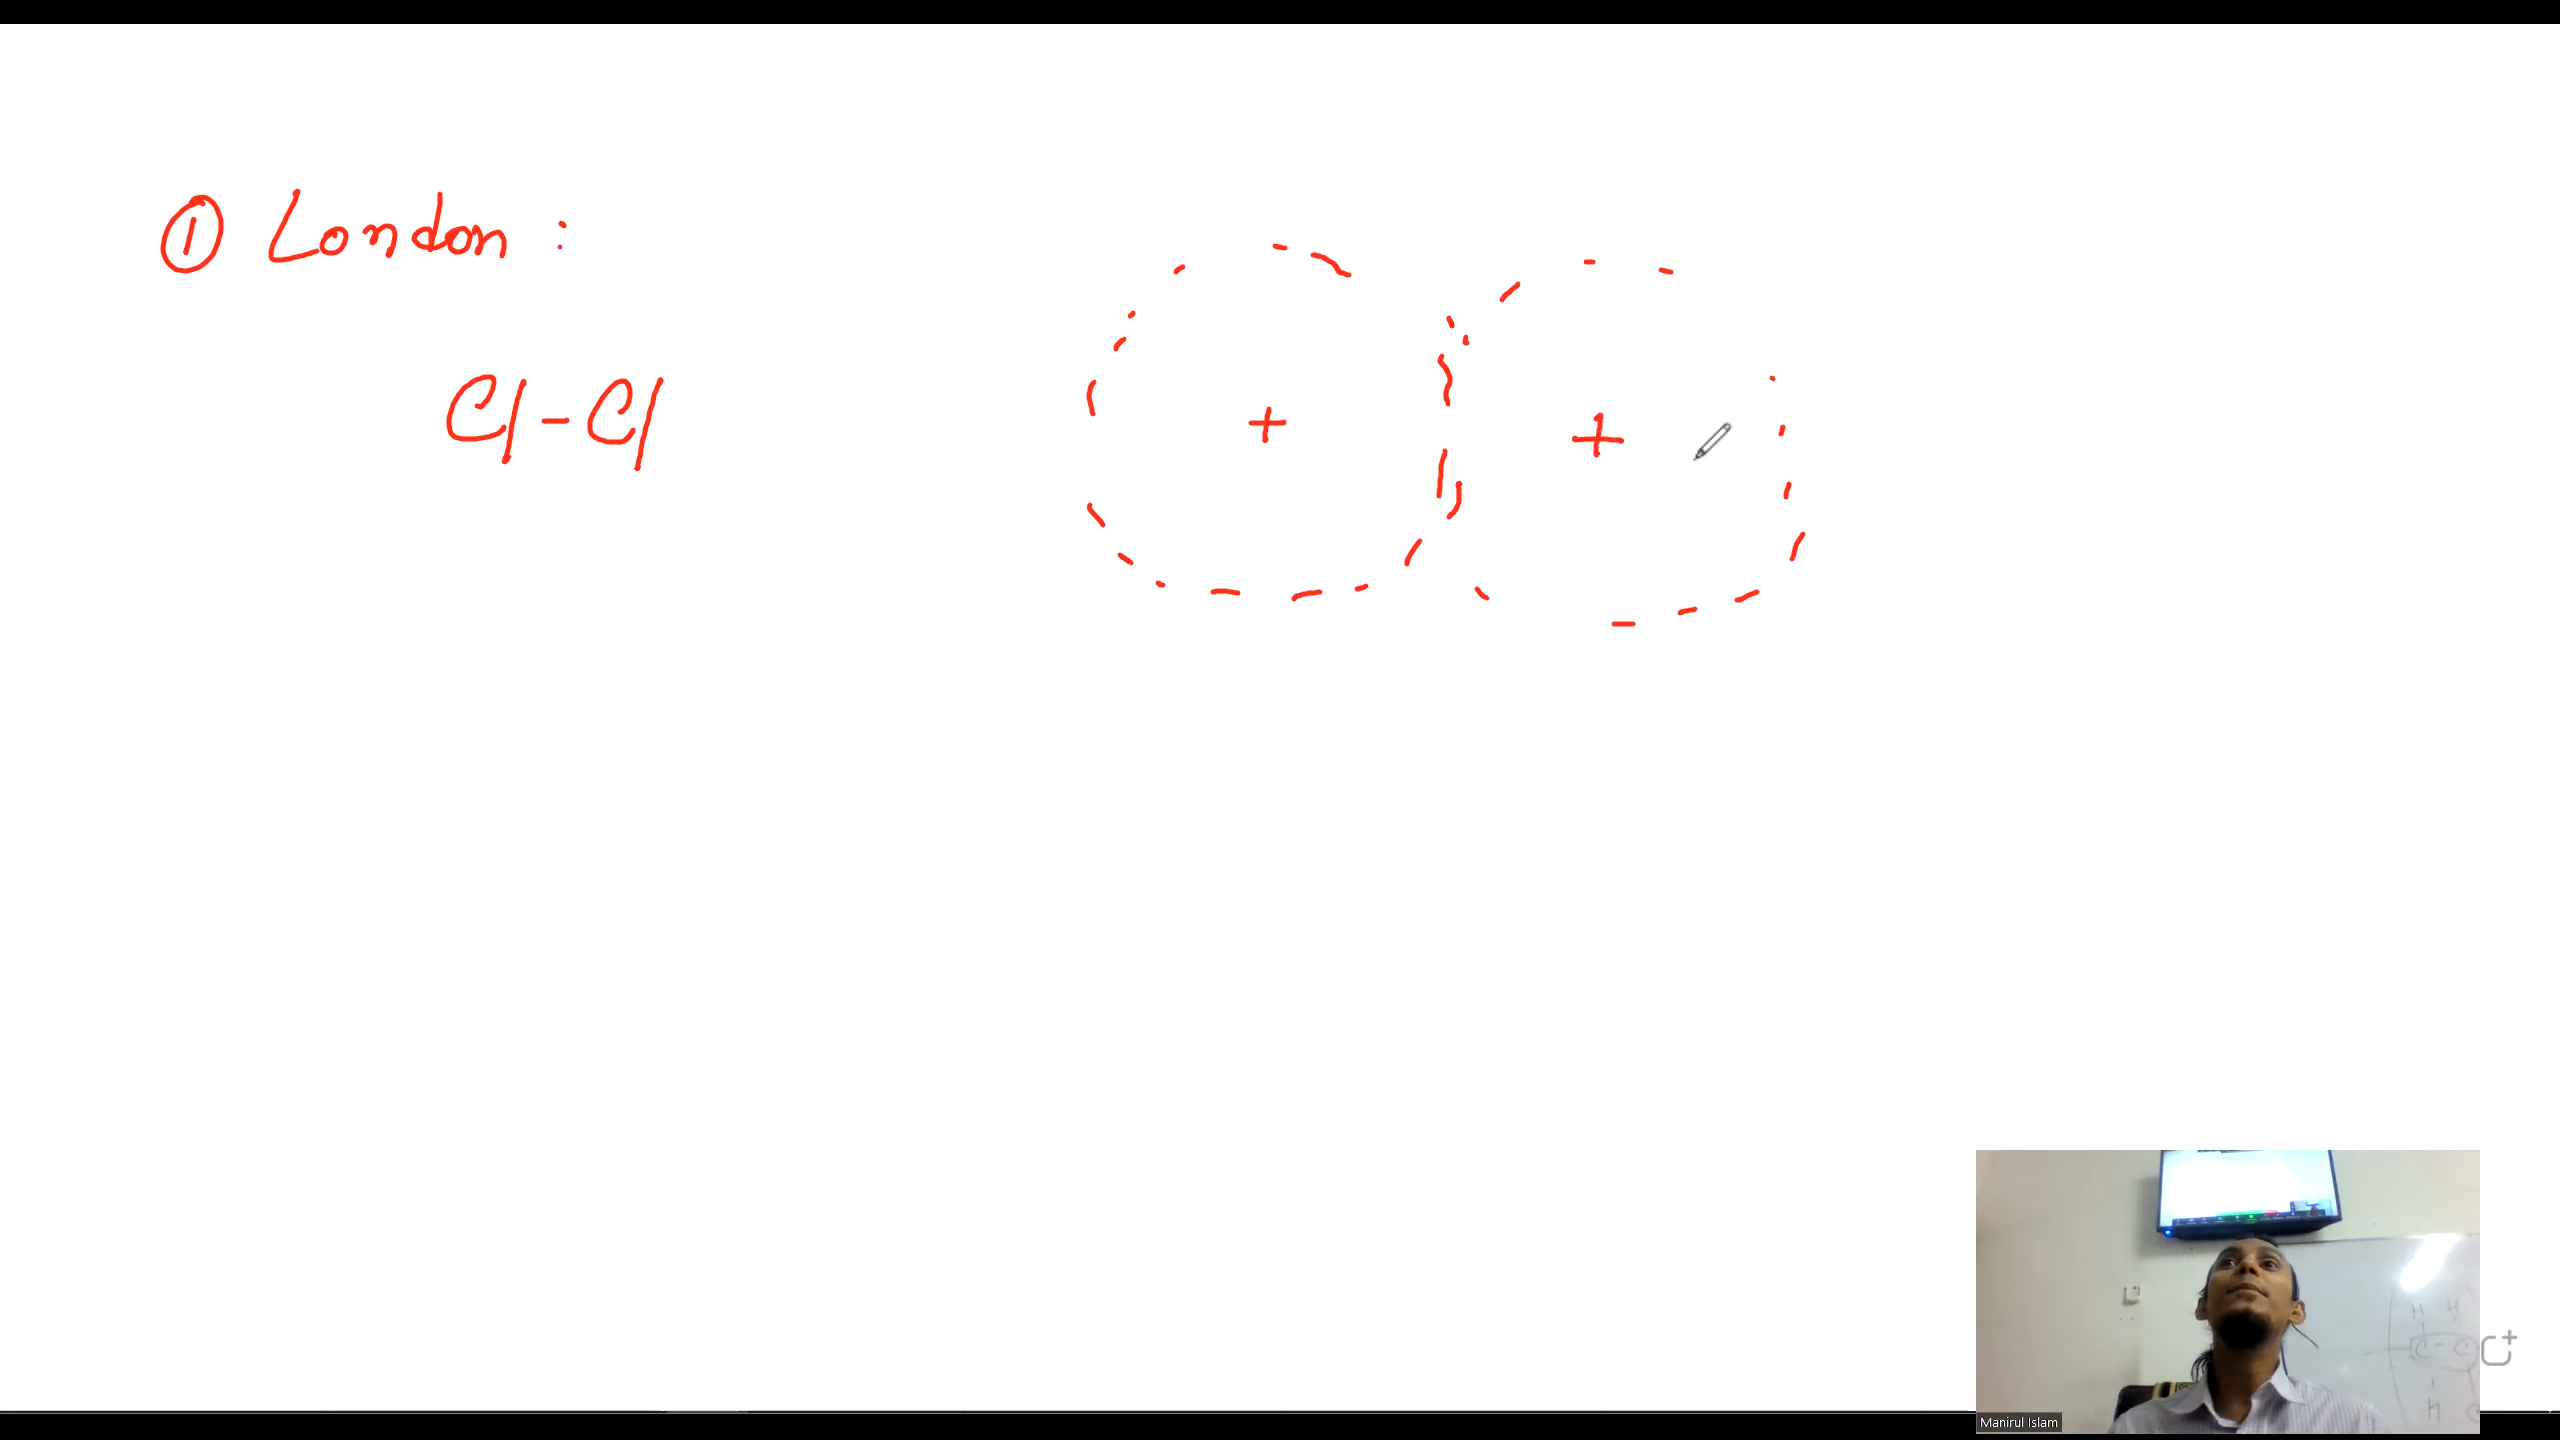 ① London :
Cl - Cl
+ +
Manirul Islam
H H
C - C
H